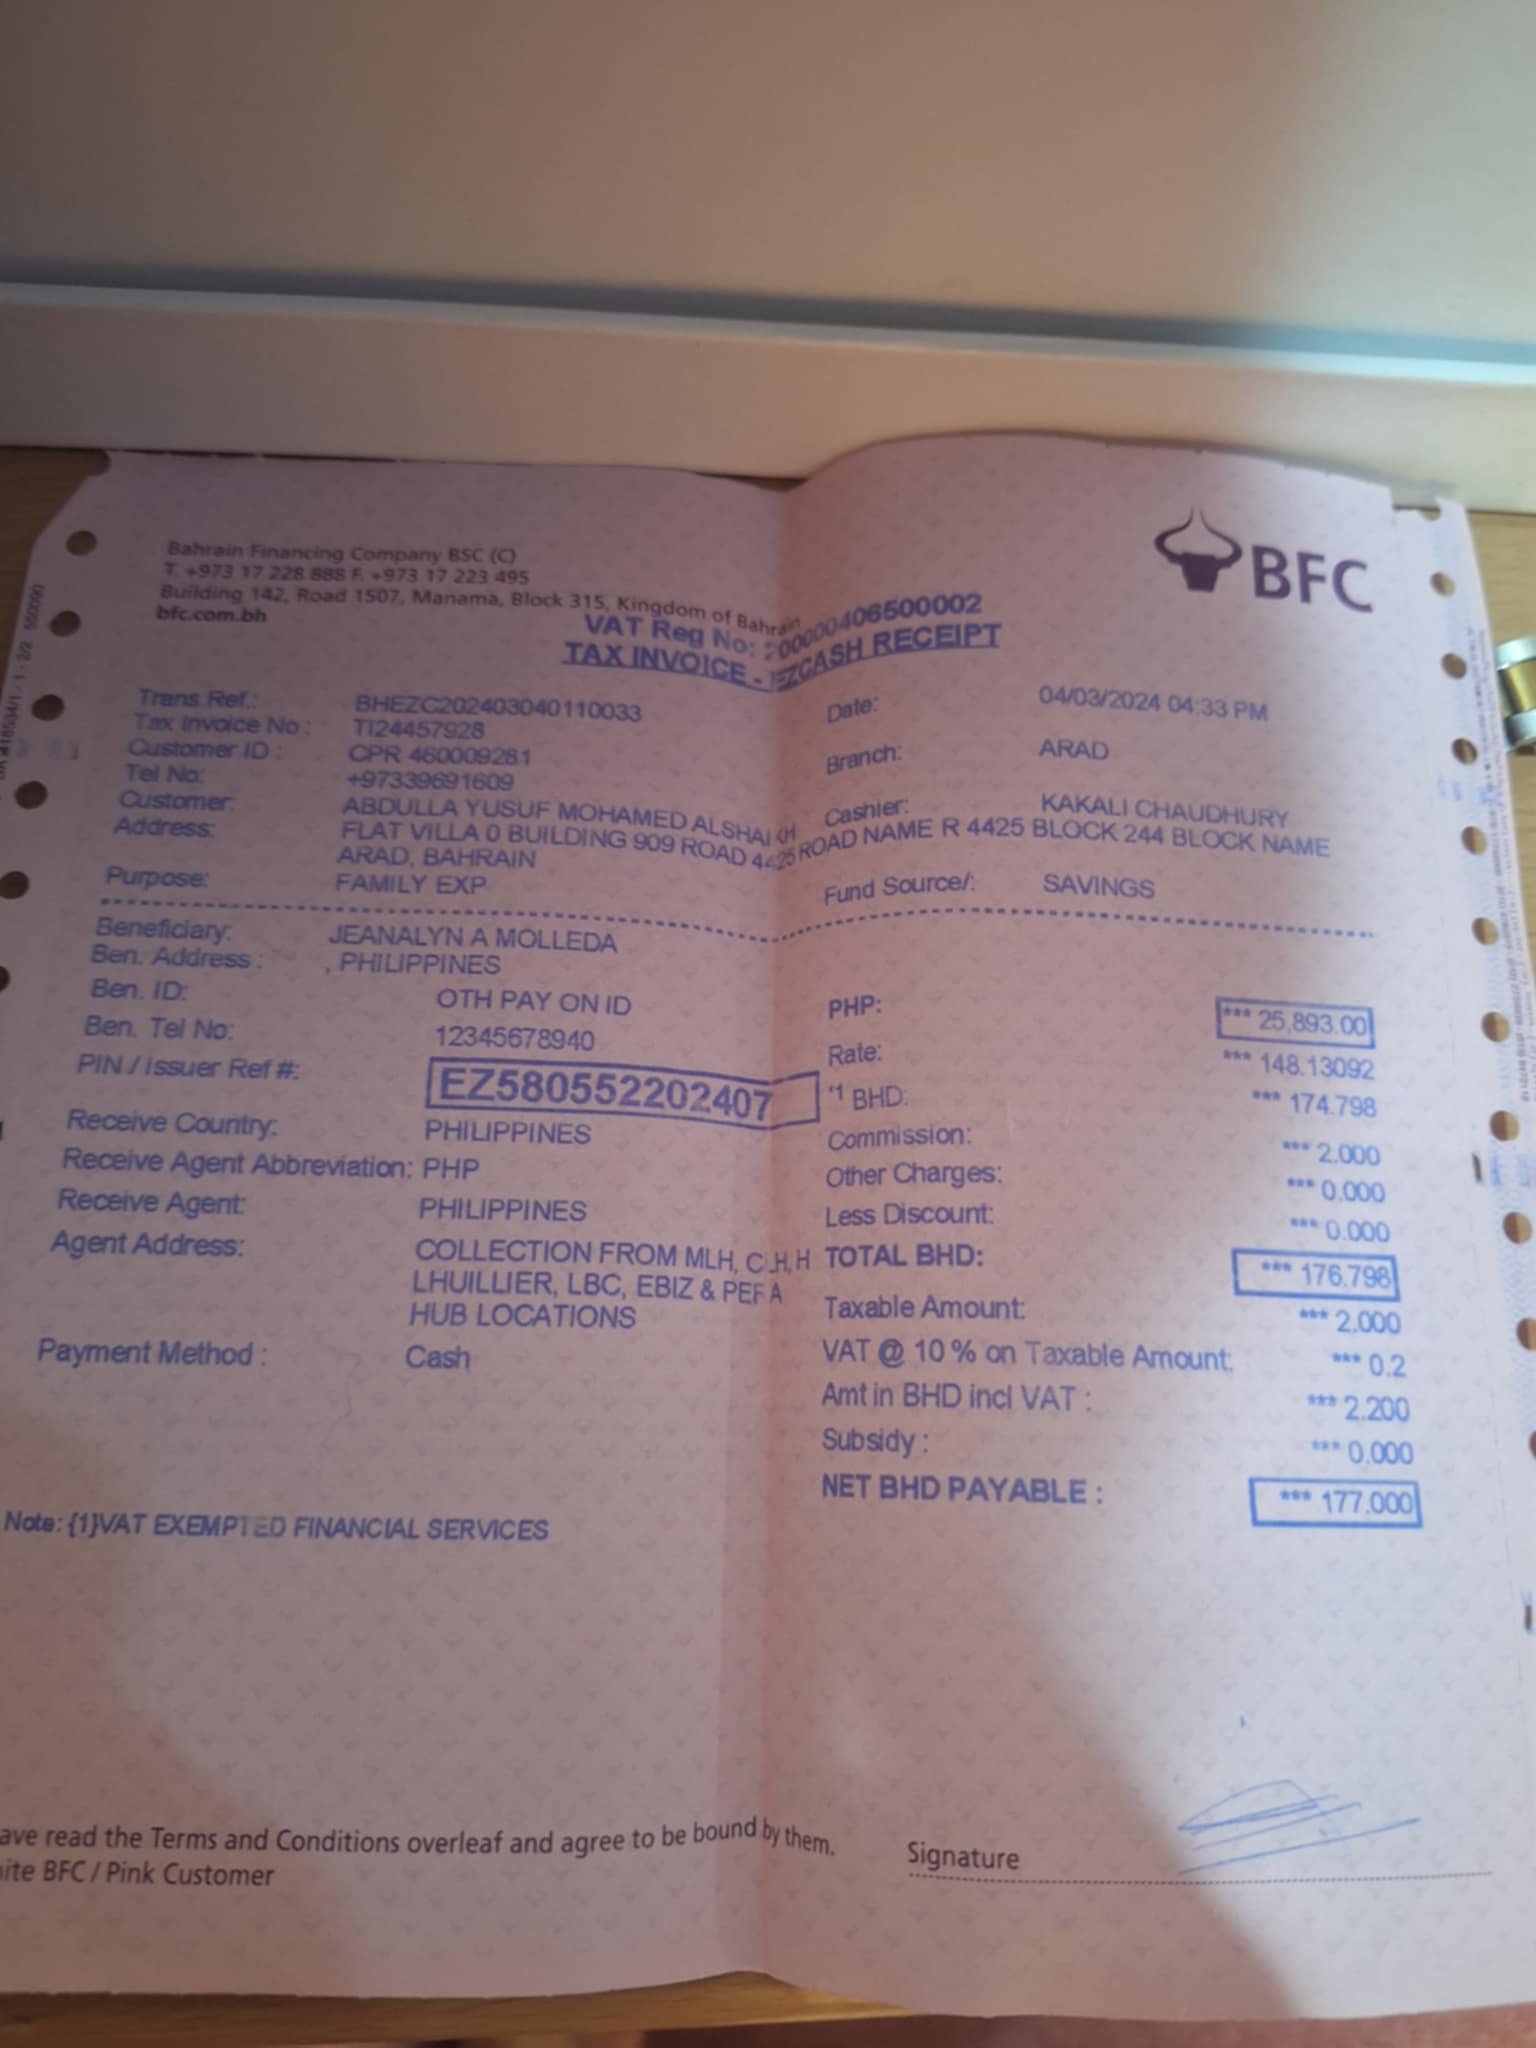 Bahrain Financing Company BSC (C)
T. +973 17 228 888 F. +973 17 223 495
Building 142, Road 1507, Manama, Block 315, Kingdom of Bahrain
bfc.com.bh
BFC
VAT Reg No: 200000406500002
TAX INVOICE - EZCASH RECEIPT
Trans Ref.: BHEZC202403040110033 Date: 04/03/2024 04:33 PM
Tax Invoice No : TI24457928
Customer ID : CPR 460009281 Branch: ARAD
Tel No: +97339691609
Customer: ABDULLA YUSUF MOHAMED ALSHAIKH Cashier: KAKALI CHAUDHURY
Address: FLAT VILLA 0 BUILDING 909 ROAD 4425 ROAD NAME R 4425 BLOCK 244 BLOCK NAME
ARAD, BAHRAIN
Purpose: FAMILY EXP Fund Source/: SAVINGS
Beneficiary: JEANALYN A MOLLEDA
Ben. Address : , PHILIPPINES
Ben. ID: OTH PAY ON ID PHP: *** 25,893.00
Ben. Tel No: 12345678940 Rate: *** 148.13092
PIN / Issuer Ref #: EZ580552202407 *1 BHD: *** 174.798
Receive Country: PHILIPPINES Commission: *** 2.000
Receive Agent Abbreviation: PHP Other Charges: *** 0.000
Receive Agent: PHILIPPINES Less Discount: *** 0.000
Agent Address: COLLECTION FROM MLH, H TOTAL BHD: *** 176.798
LHUILLIER, LBC, EBIZ & Taxable Amount: *** 2.000
HUB LOCATIONS
Payment Method : Cash VAT @ 10 % on Taxable Amount: *** 0.2
Amt in BHD incl VAT : *** 2.200
Subsidy : *** 0.000
NET BHD PAYABLE : *** 177.000
Note: {1}VAT EXEMPTED FINANCIAL SERVICES
ave read the Terms and Conditions overleaf and agree to be bound by them.
ite BFC / Pink Customer
Signature